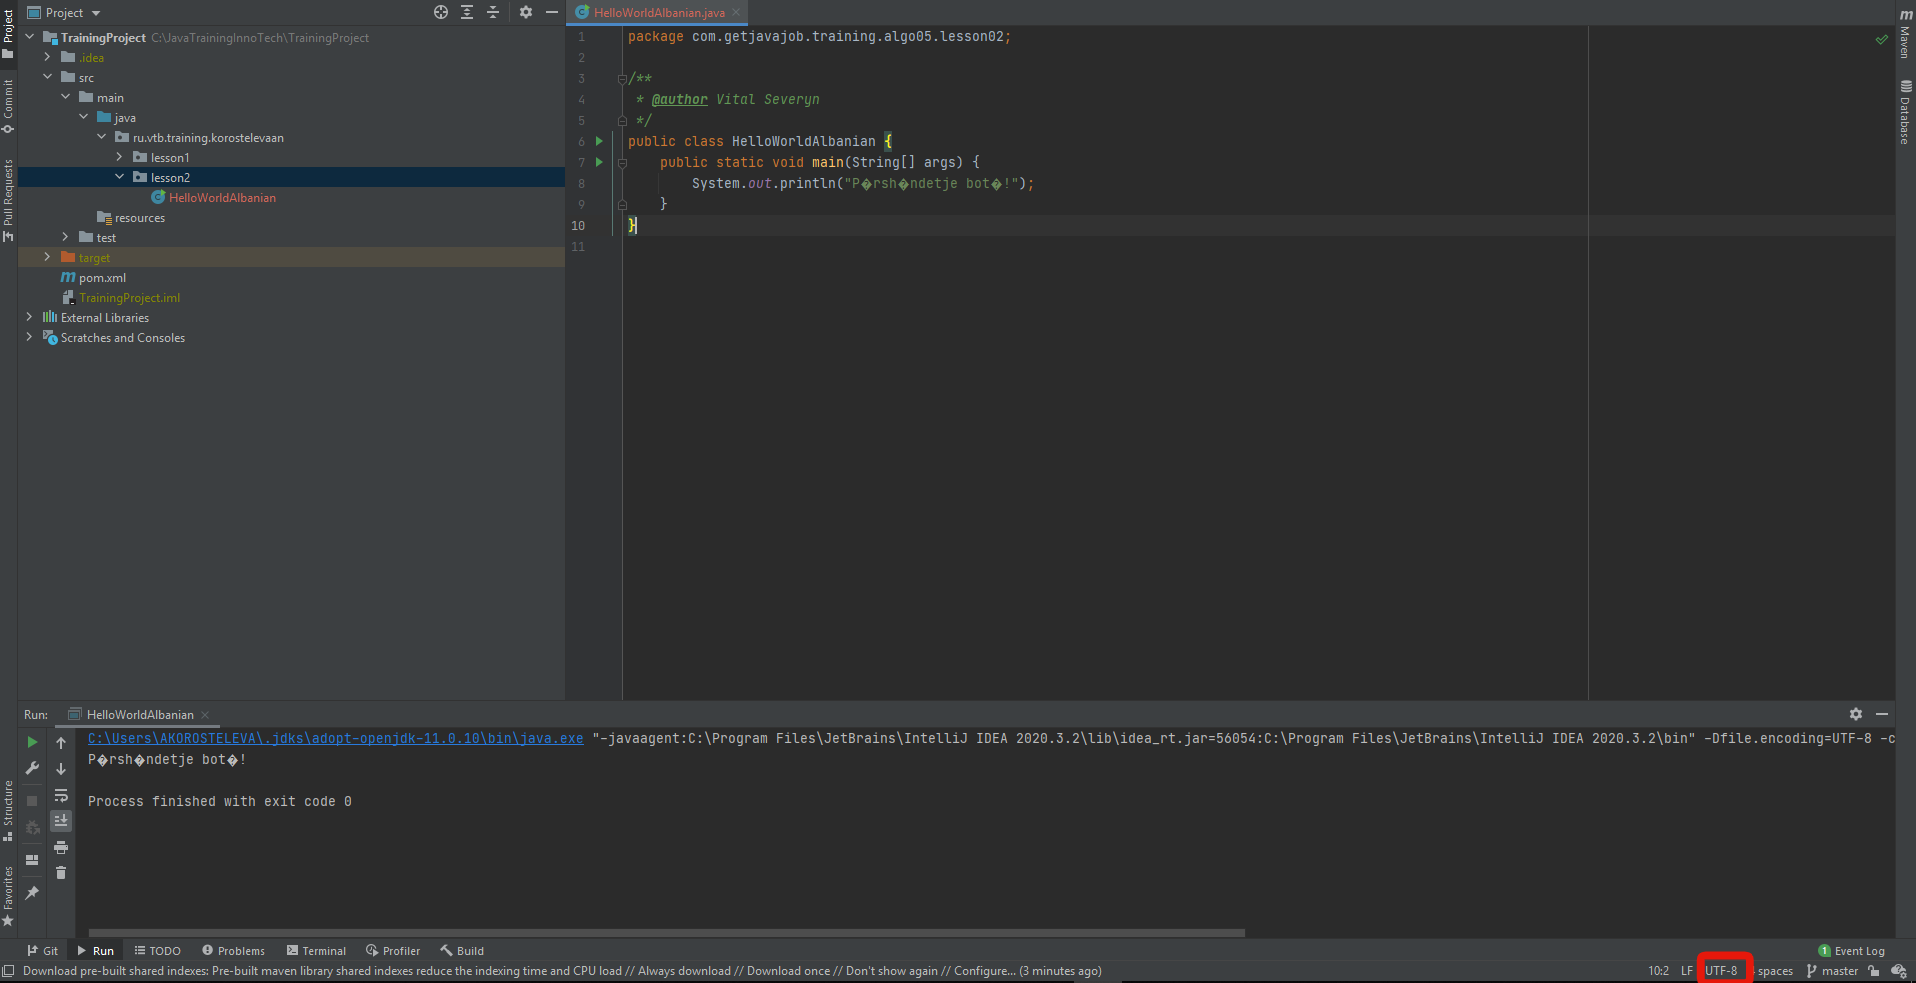 Project
HelloWorldAlbanian.java
TrainingProject C:\JavaTrainingInnoTech\TrainingProject
.idea
src
main
java
ru.vtb.training.korostelevaan
lesson1
lesson2
HelloWorldAlbanian
resources
test
target
pom.xml
TrainingProject.iml
External Libraries
Scratches and Consoles
Project
Commit
Pull Requests
Structure
Favorites
1 package com.getjavajob.training.algo05.lesson02;
2
3 /**
4 * @author Vital Severyn
5 */
6 public class HelloWorldAlbanian {
7 public static void main(String[] args) {
8 System.out.println("P�rsh�ndetje bot�!");
9 }
10 }
11
Maven
Database
Run: HelloWorldAlbanian
C:\Users\AKOROSTELEVA\.jdks\adopt-openjdk-11.0.10\bin\java.exe "-javaagent:C:\Program Files\JetBrains\IntelliJ IDEA 2020.3.2\lib\idea_rt.jar=56054:C:\Program Files\JetBrains\IntelliJ IDEA 2020.3.2\bin" -Dfile.encoding=UTF-8 -c
P�rsh�ndetje bot�!
Process finished with exit code 0
Git Run TODO Problems Terminal Profiler Build 1 Event Log
Download pre-built shared indexes: Pre-built maven library shared indexes reduce the indexing time and CPU load // Always download // Download once // Don't show again // Configure... (3 minutes ago) 10:2 LF UTF-8 spaces master